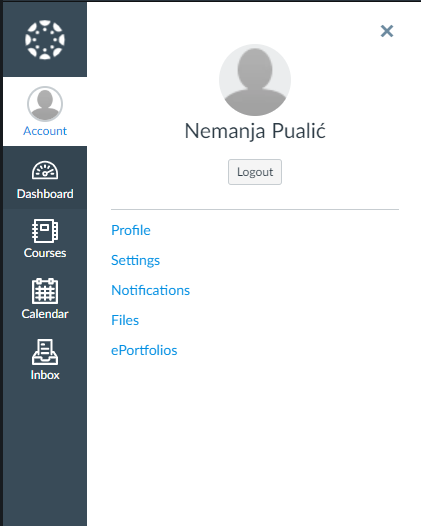 Account
Dashboard
Courses
Calendar
Inbox
Nemanja Pualić
Logout
Profile
Settings
Notifications
Files
ePortfolios